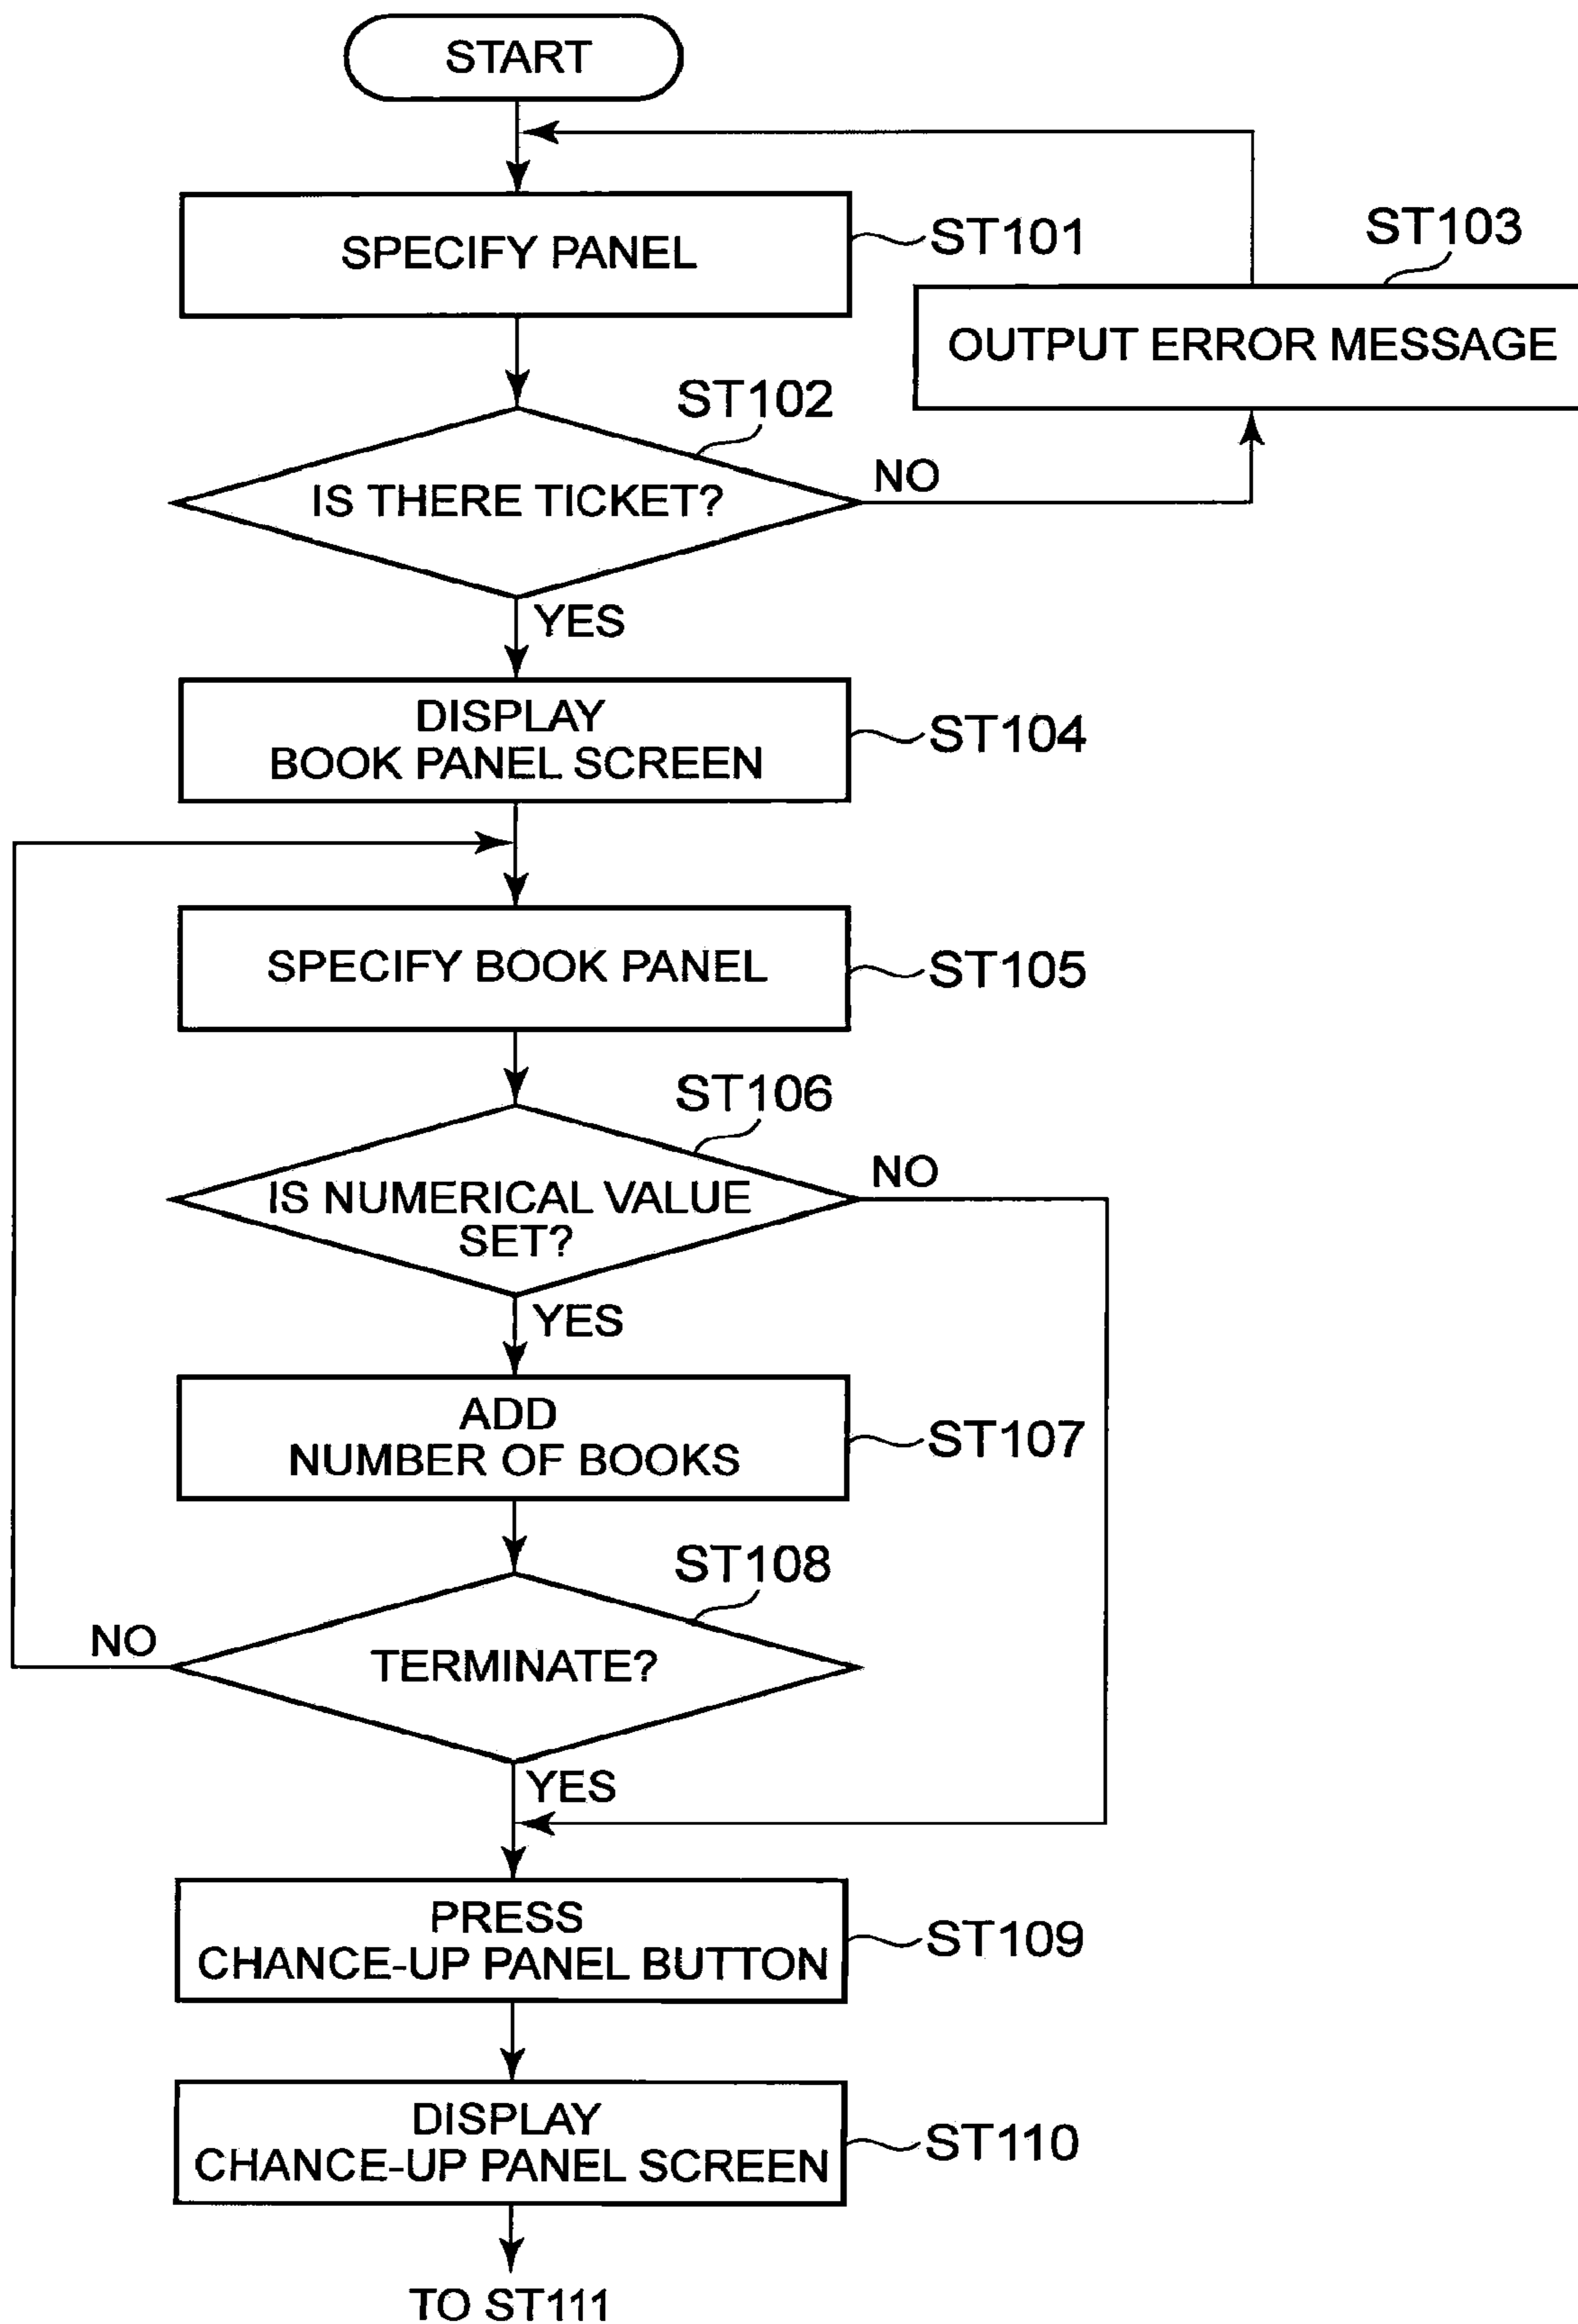 START
SPECIFY PANEL
ST101
ST103
OUTPUT ERROR MESSAGE
ST102
IS THERE TICKET?
NO
YES
DISPLAY
BOOK PANEL SCREEN
ST104
SPECIFY BOOK PANEL
ST105
ST106
IS NUMERICAL VALUE
SET?
NO
YES
ADD
NUMBER OF BOOKS
ST107
ST108
TERMINATE?
NO
YES
PRESS
CHANCE-UP PANEL BUTTON
ST109
DISPLAY
CHANCE-UP PANEL SCREEN
ST110
TO ST111